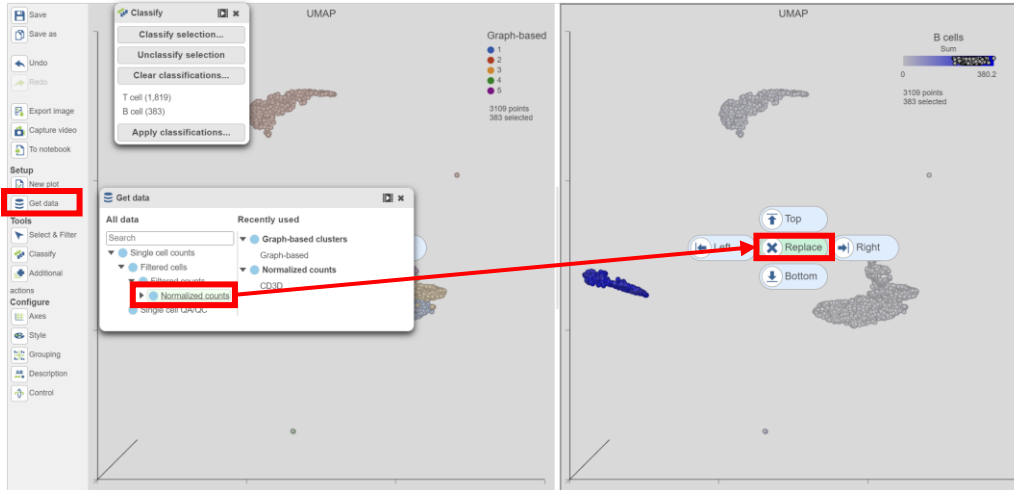 Save
Save as
Undo
Redo
Export image
Capture video
To notebook
Setup
New plot
Get data
Tools
Select & Filter
Classify
Additional
actions
Configure
Axes
Style
Grouping
Description
Control
Classify
Classify selection...
Unclassify selection
Clear classifications...
T cell (1,819)
B cell (383)
Apply classifications...
UMAP
Graph-based
1
2
3
4
5
3109 points
383 selected
Get data
All data
Search
Single cell counts
Filtered cells
Filtered counts
Normalized counts
Single cell QA/QC
Recently used
Graph-based clusters
Graph-based
Normalized counts
CD3D
UMAP
B cells
Sum
0 380.2
3109 points
383 selected
Top
Left Replace Right
Bottom